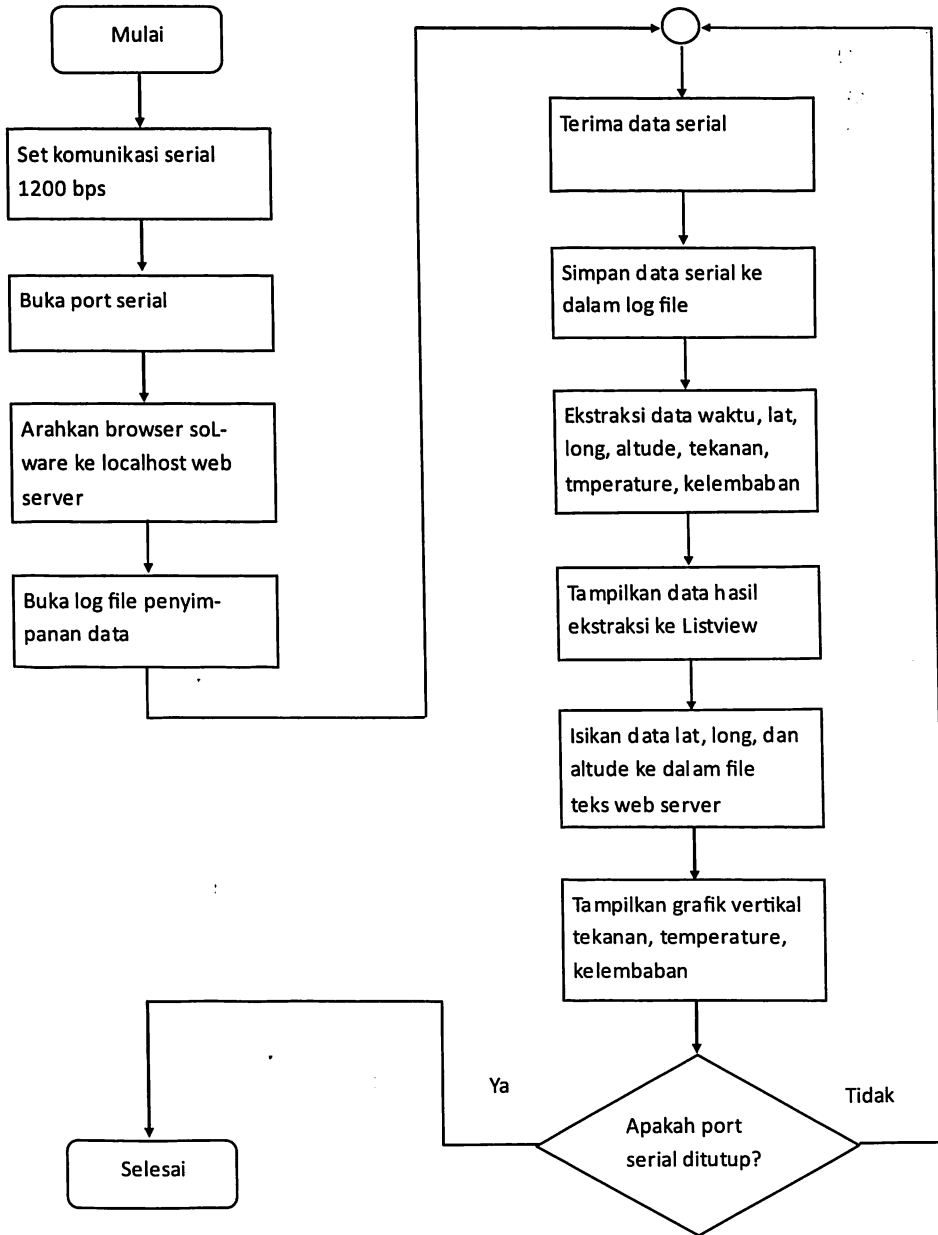 Mulai
Set komunikasi serial
1200 bps
Buka port serial
Arahkan browser soL-
ware ke localhost web
server
Buka log file penyim-
panan data
Terima data serial
Simpan data serial ke
dalam log file
Ekstraksi data waktu, lat,
long, altude, tekanan,
tmperature, kelembaban
Tampilkan data hasil
ekstraksi ke Listview
Isikan data lat, long, dan
altude ke dalam file
teks web server
Tampilkan grafik vertikal
tekanan, temperature,
kelembaban
Apakah port
serial ditutup?
Ya
Tidak
Selesai